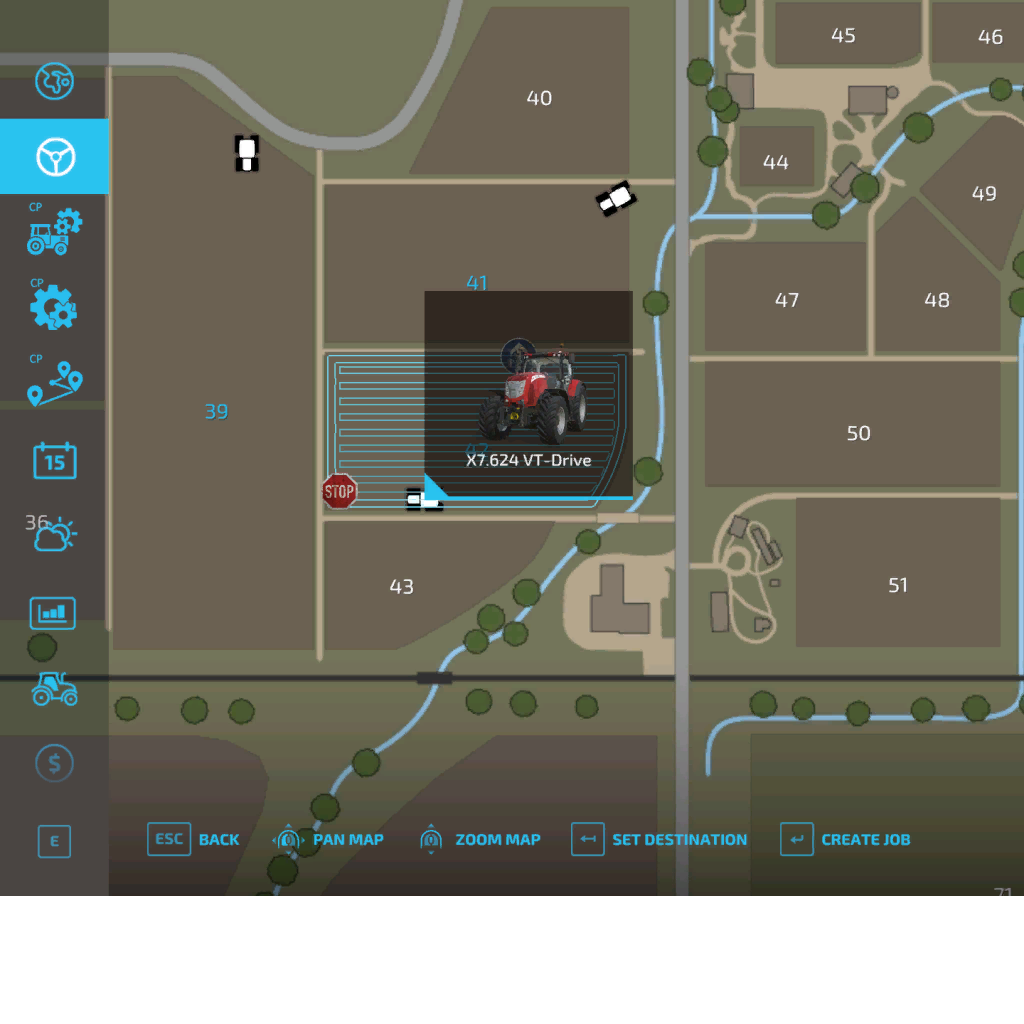 45
46
40
44
49
CP
41
47
48
CP
CP
39
50
42
X7.624 VT-Drive
15
STOP
36
43
51
$
E
ESC BACK PAN MAP ZOOM MAP SET DESTINATION CREATE JOB
71